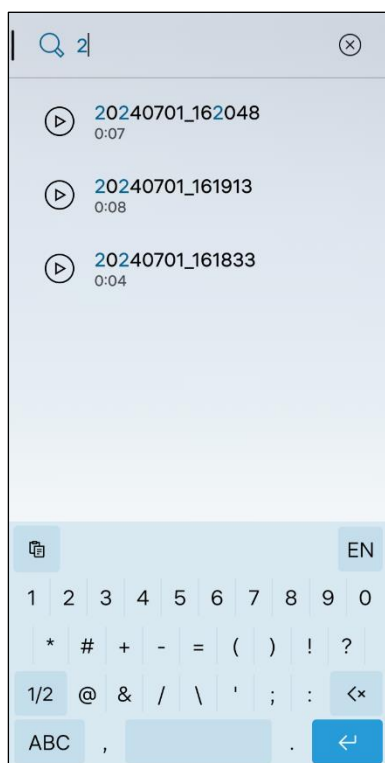 2
20240701_162048
0:07
20240701_161913
0:08
20240701_161833
0:04
EN
1 2 3 4 5 6 7 8 9 0
* # + - = ( ) ! ?
1/2 @ & / \ ' ; :
ABC , .